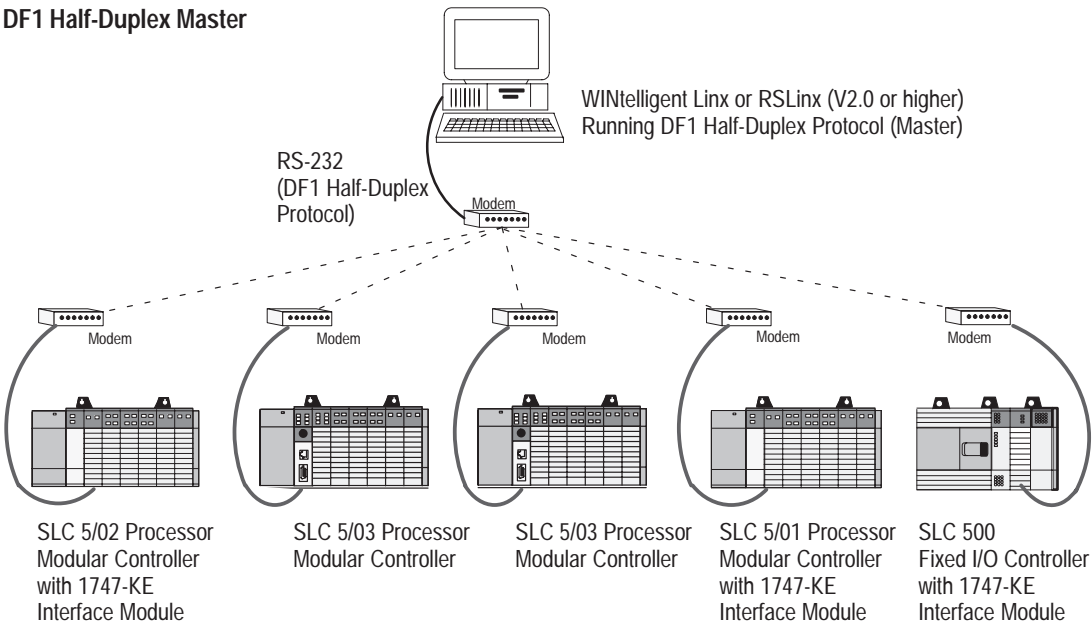 DF1 Half-Duplex Master
WINtelligent Linx or RSLinx (V2.0 or higher)
Running DF1 Half-Duplex Protocol (Master)
RS-232
(DF1 Half-Duplex
Protocol)
Modem
Modem
Modem
Modem
Modem
Modem
SLC 5/02 Processor
Modular Controller
with 1747-KE
Interface Module
SLC 5/03 Processor
Modular Controller
SLC 5/03 Processor
Modular Controller
SLC 5/01 Processor
Modular Controller
with 1747-KE
Interface Module
SLC 500
Fixed I/O Controller
with 1747-KE
Interface Module